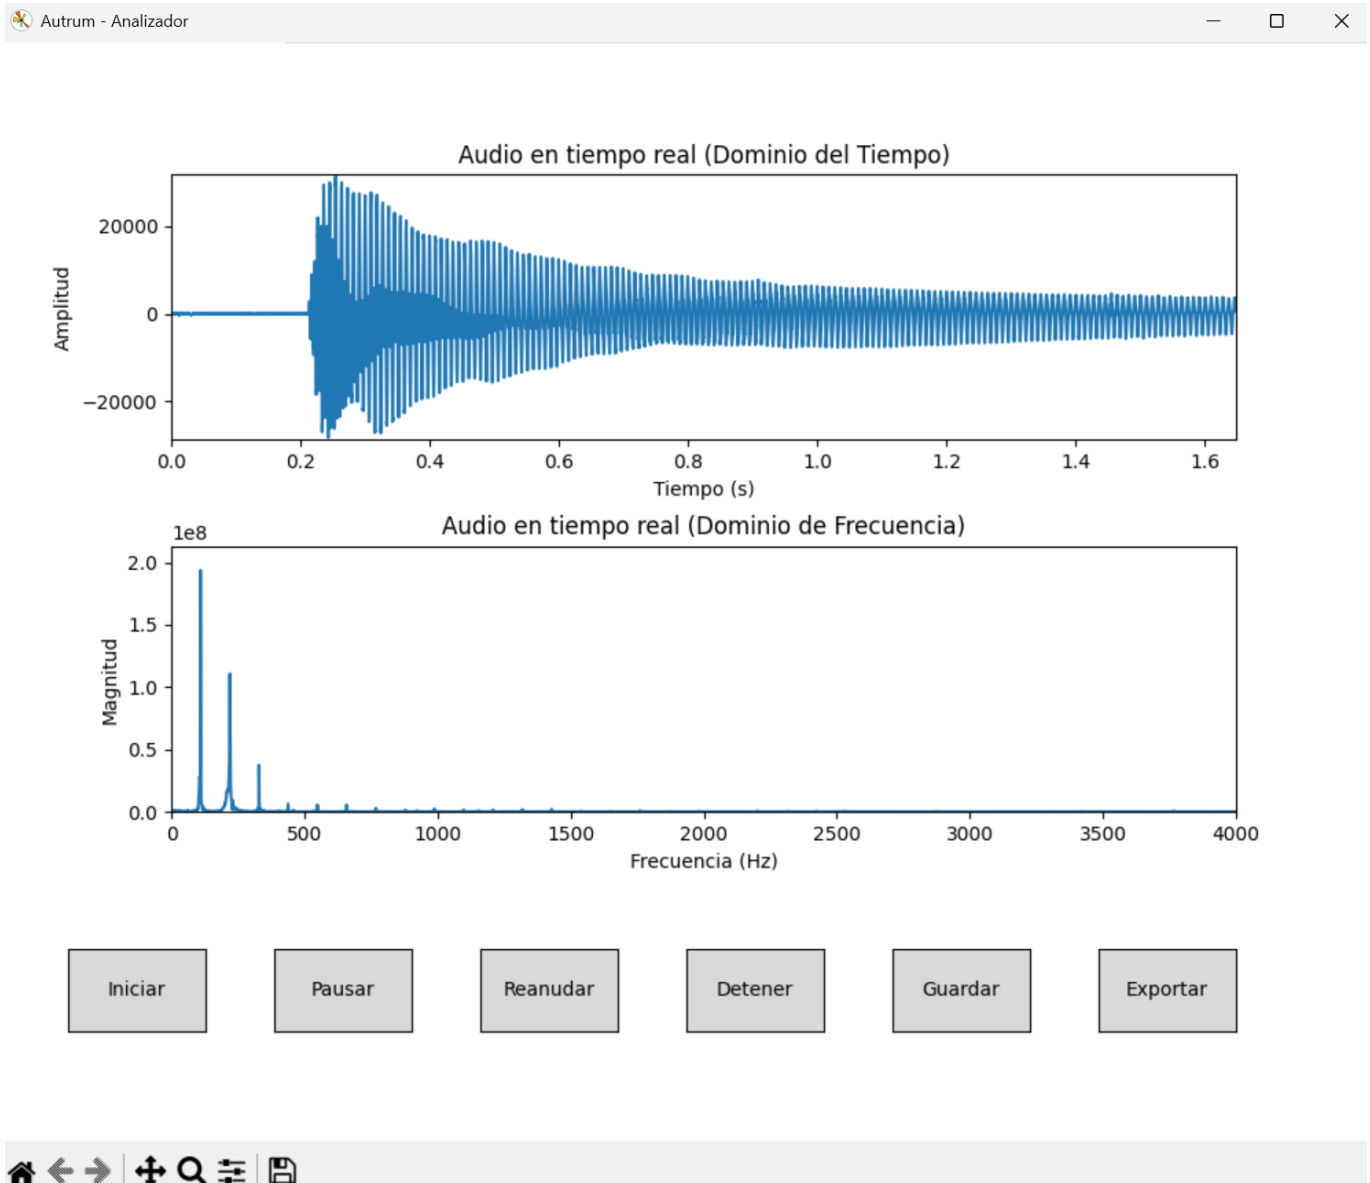 Autrum - Analizador
Audio en tiempo real (Dominio del Tiempo)
Amplitud
20000
0
−20000
0.0 0.2 0.4 0.6 0.8 1.0 1.2 1.4 1.6
Tiempo (s)
Audio en tiempo real (Dominio de Frecuencia)
1e8
Magnitud
2.0
1.5
1.0
0.5
0.0
0 500 1000 1500 2000 2500 3000 3500 4000
Frecuencia (Hz)
Iniciar Pausar Reanudar Detener Guardar Exportar